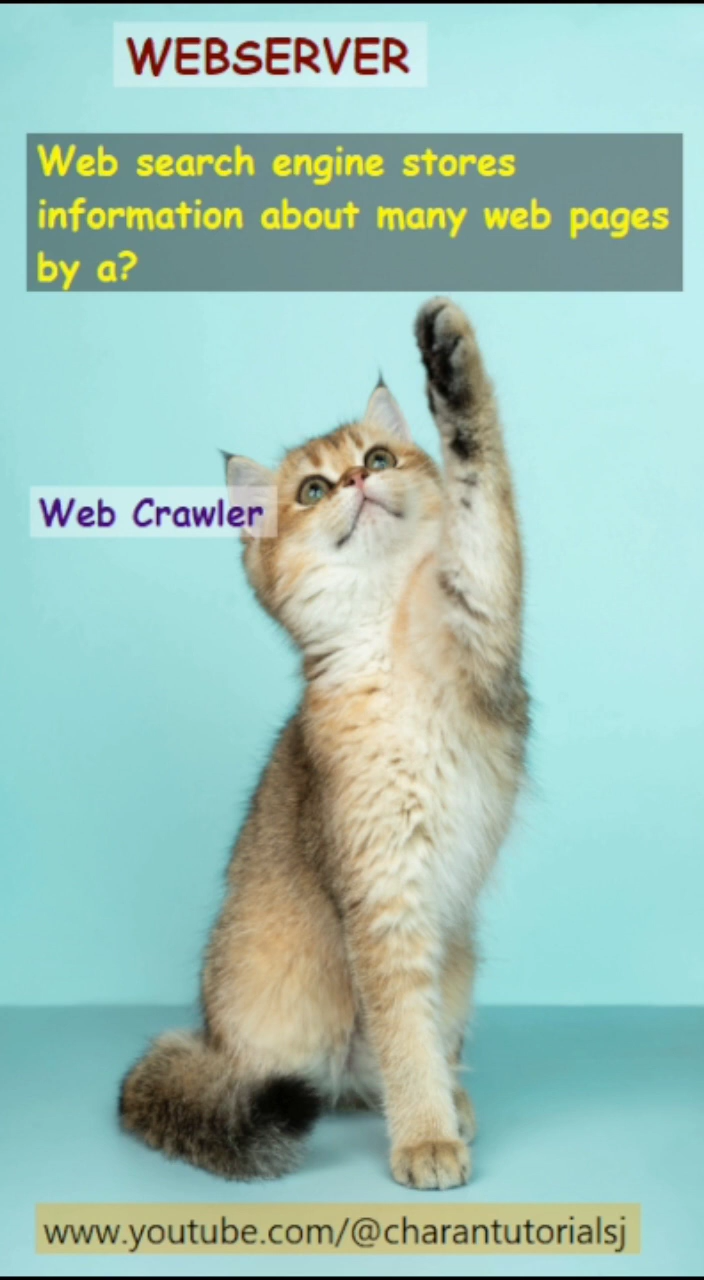 WEBSERVER
Web search engine stores
information about many web pages
by a?
Web Crawler
www.youtube.com/@charantutorialsj